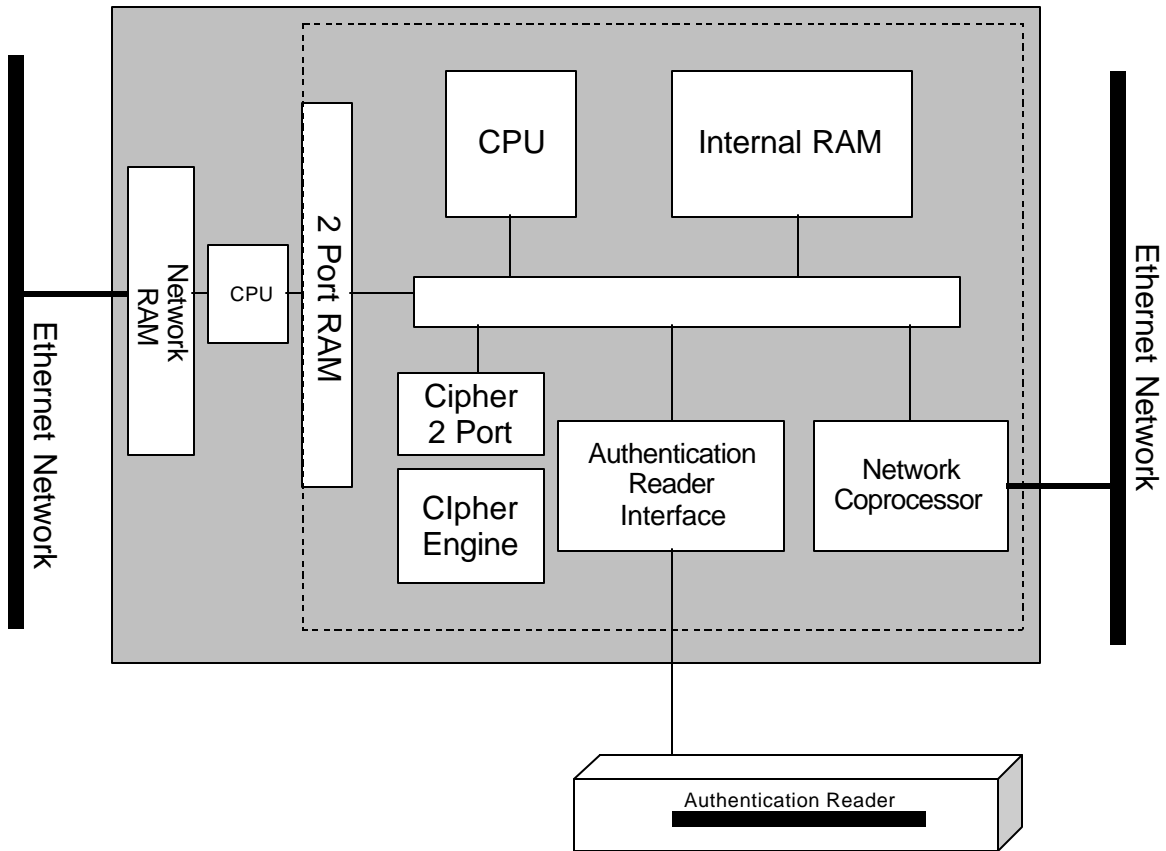 CPU
Internal RAM
2 Port RAM
Network
RAM
CPU
Ethernet Network
Ethernet Network
Cipher
2 Port
CIpher
Engine
Authentication
Reader
Interface
Network
Coprocessor
Authentication Reader